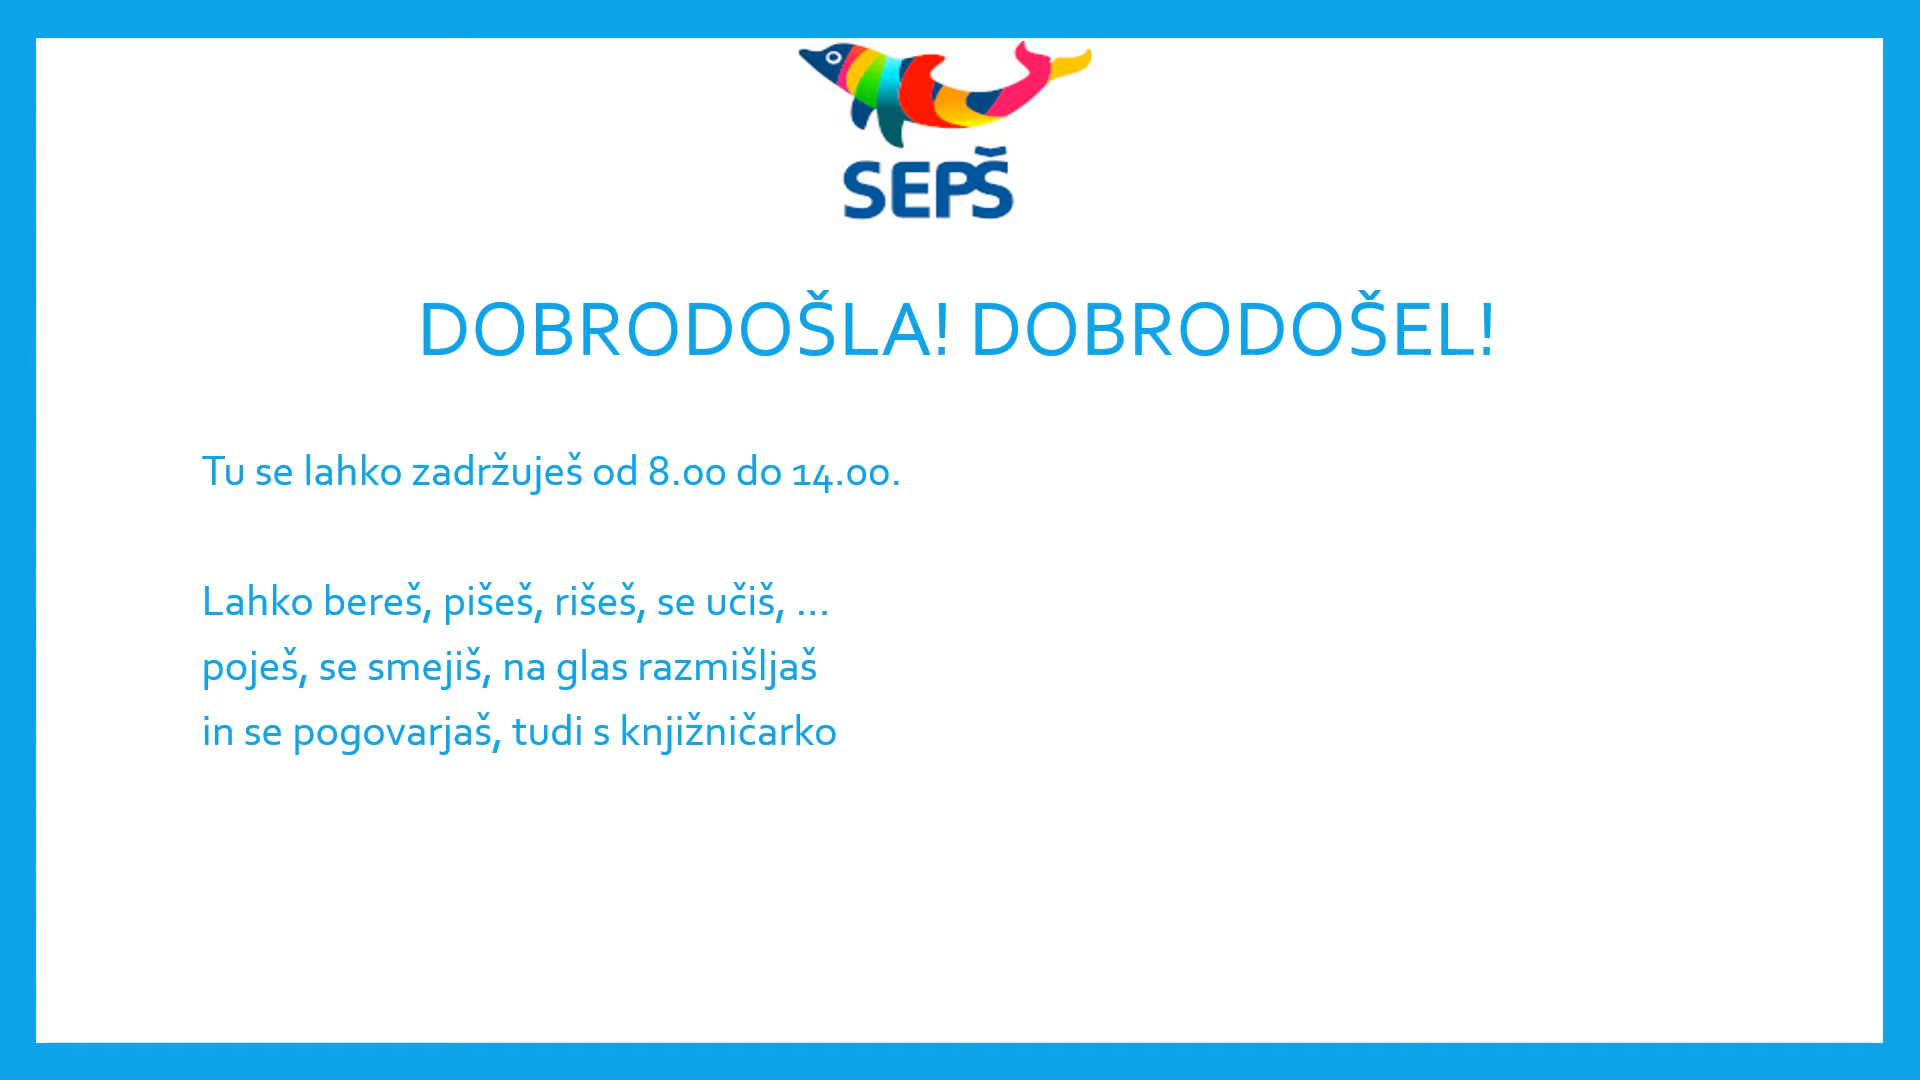 SEPŠ
DOBRODOŠLA! DOBRODOŠEL!
Tu se lahko zadržuješ od 8.00 do 14.00.
Lahko bereš, pišeš, rišeš, se učiš, ...
poješ, se smejiš, na glas razmišljaš
in se pogovarjaš, tudi s knjižničarko